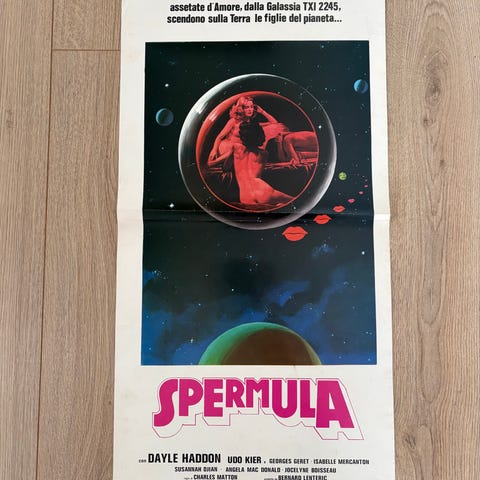 assetate d'Amore, dalla Galassia TXI 2245,
scendono sulla Terra le figlie del pianeta...
SPERMULA
con DAYLE HADDON UDO KIER e GEORGES GERET · ISABELLE MERCANTON
SUSANNAH DJIAN · ANGELA MAC DONALD · JOCELYNE BOISSEAU
CHARLES MATTON BERNARD LENTERIC